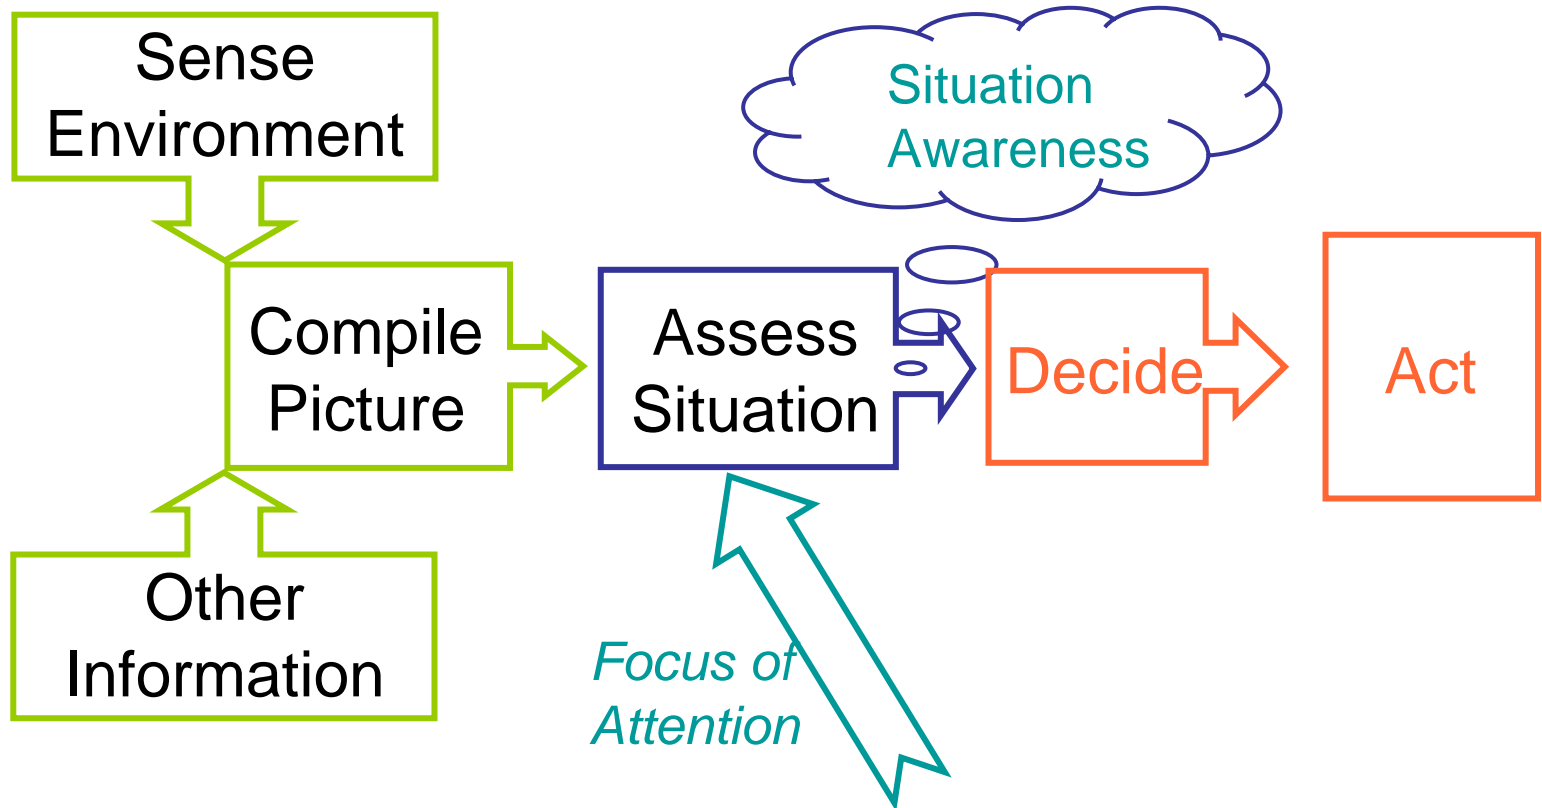 Sense
Environment
Situation
Awareness
Compile
Picture
Assess
Situation
Decide
Act
Other
Information
Focus of
Attention